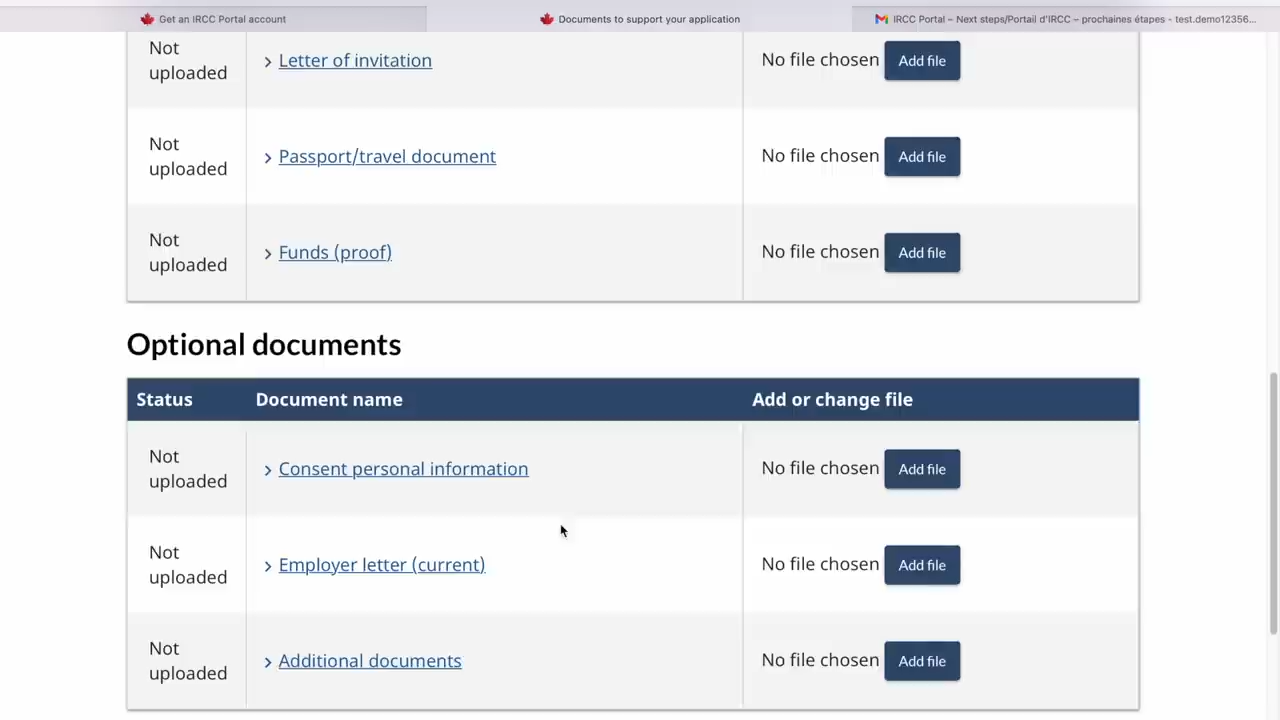 Get an IRCC Portal account
Documents to support your application
IRCC Portal – Next steps/Portail d'IRCC – prochaines étapes - test.demo12356...
Not
uploaded
Letter of invitation
No file chosen
Add file
Not
uploaded
Passport/travel document
No file chosen
Add file
Not
uploaded
Funds (proof)
No file chosen
Add file
Optional documents
Status
Document name
Add or change file
Not
uploaded
Consent personal information
No file chosen
Add file
Not
uploaded
Employer letter (current)
No file chosen
Add file
Not
uploaded
Additional documents
No file chosen
Add file